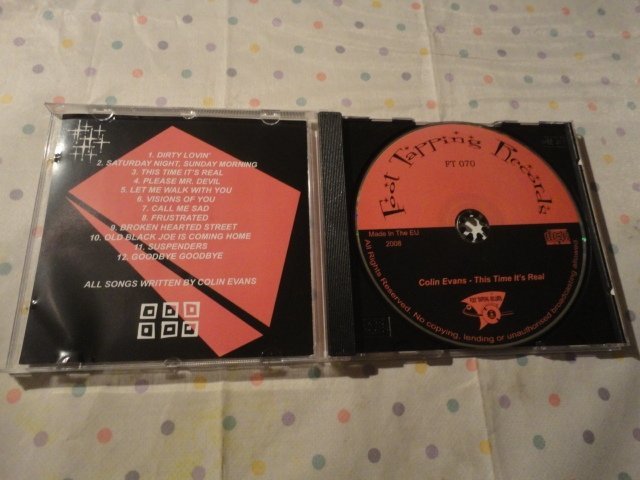 1. DIRTY LOVIN'
2. SATURDAY NIGHT, SUNDAY MORNING
3. THIS TIME IT'S REAL
4. PLEASE MR. DEVIL
5. LET ME WALK WITH YOU
6. VISIONS OF YOU
7. CALL ME SAD
8. FRUSTRATED
9. BROKEN HEARTED STREET
10. OLD BLACK JOE IS COMING HOME
11. SUSPENDERS
12. GOODBYE GOODBYE
ALL SONGS WRITTEN BY COLIN EVANS
Foot Tapping Records
FT 070
Made In The EU
2008
Colin Evans - This Time It's Real
All Rights Reserved. No copying, lending or unauthorised broadcasting allowed.